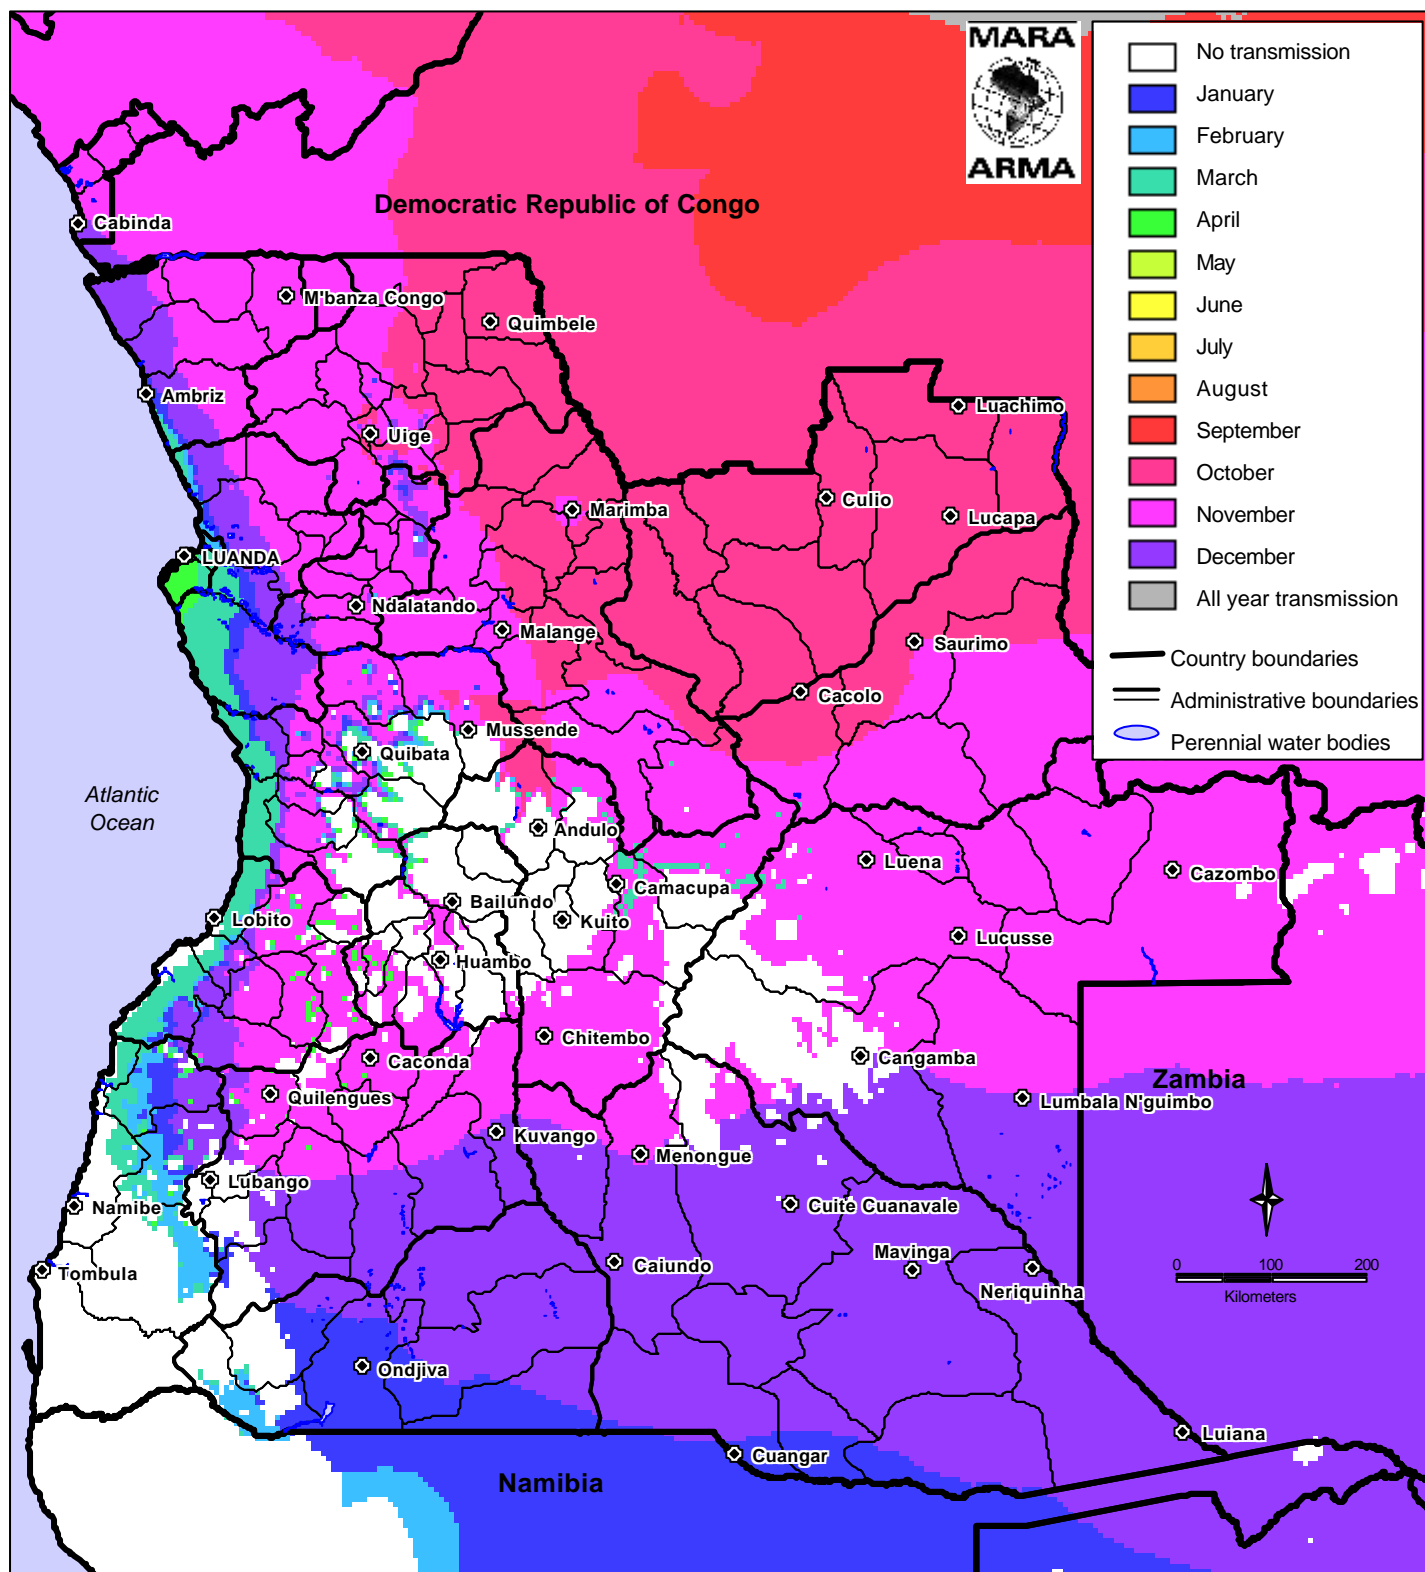 MARA
ARMA
No transmission
January
February
March
April
May
June
July
August
September
October
November
December
All year transmission
Country boundaries
Administrative boundaries
Perennial water bodies
Democratic Republic of Congo
Cabinda
M'banza Congo
Quimbele
Ambriz
Luachimo
Uige
Culio
Marimba
Lucapa
LUANDA
Ndalatando
Malange
Saurimo
Cacolo
Mussende
Quibata
Atlantic
Ocean
Andulo
Luena
Cazombo
Camacupa
Bailundo
Lobito
Kuito
Lucusse
Huambo
Chitembo
Caconda
Cangamba
Zambia
Quilengues
Lumbala N'guimbo
Kuvango
Menongue
Lubango
Namibe
Cuite Cuanavale
Mavinga
Caiundo
Tombula
Neriquinha
0 100 200
Kilometers
Ondjiva
Luiana
Cuangar
Namibia